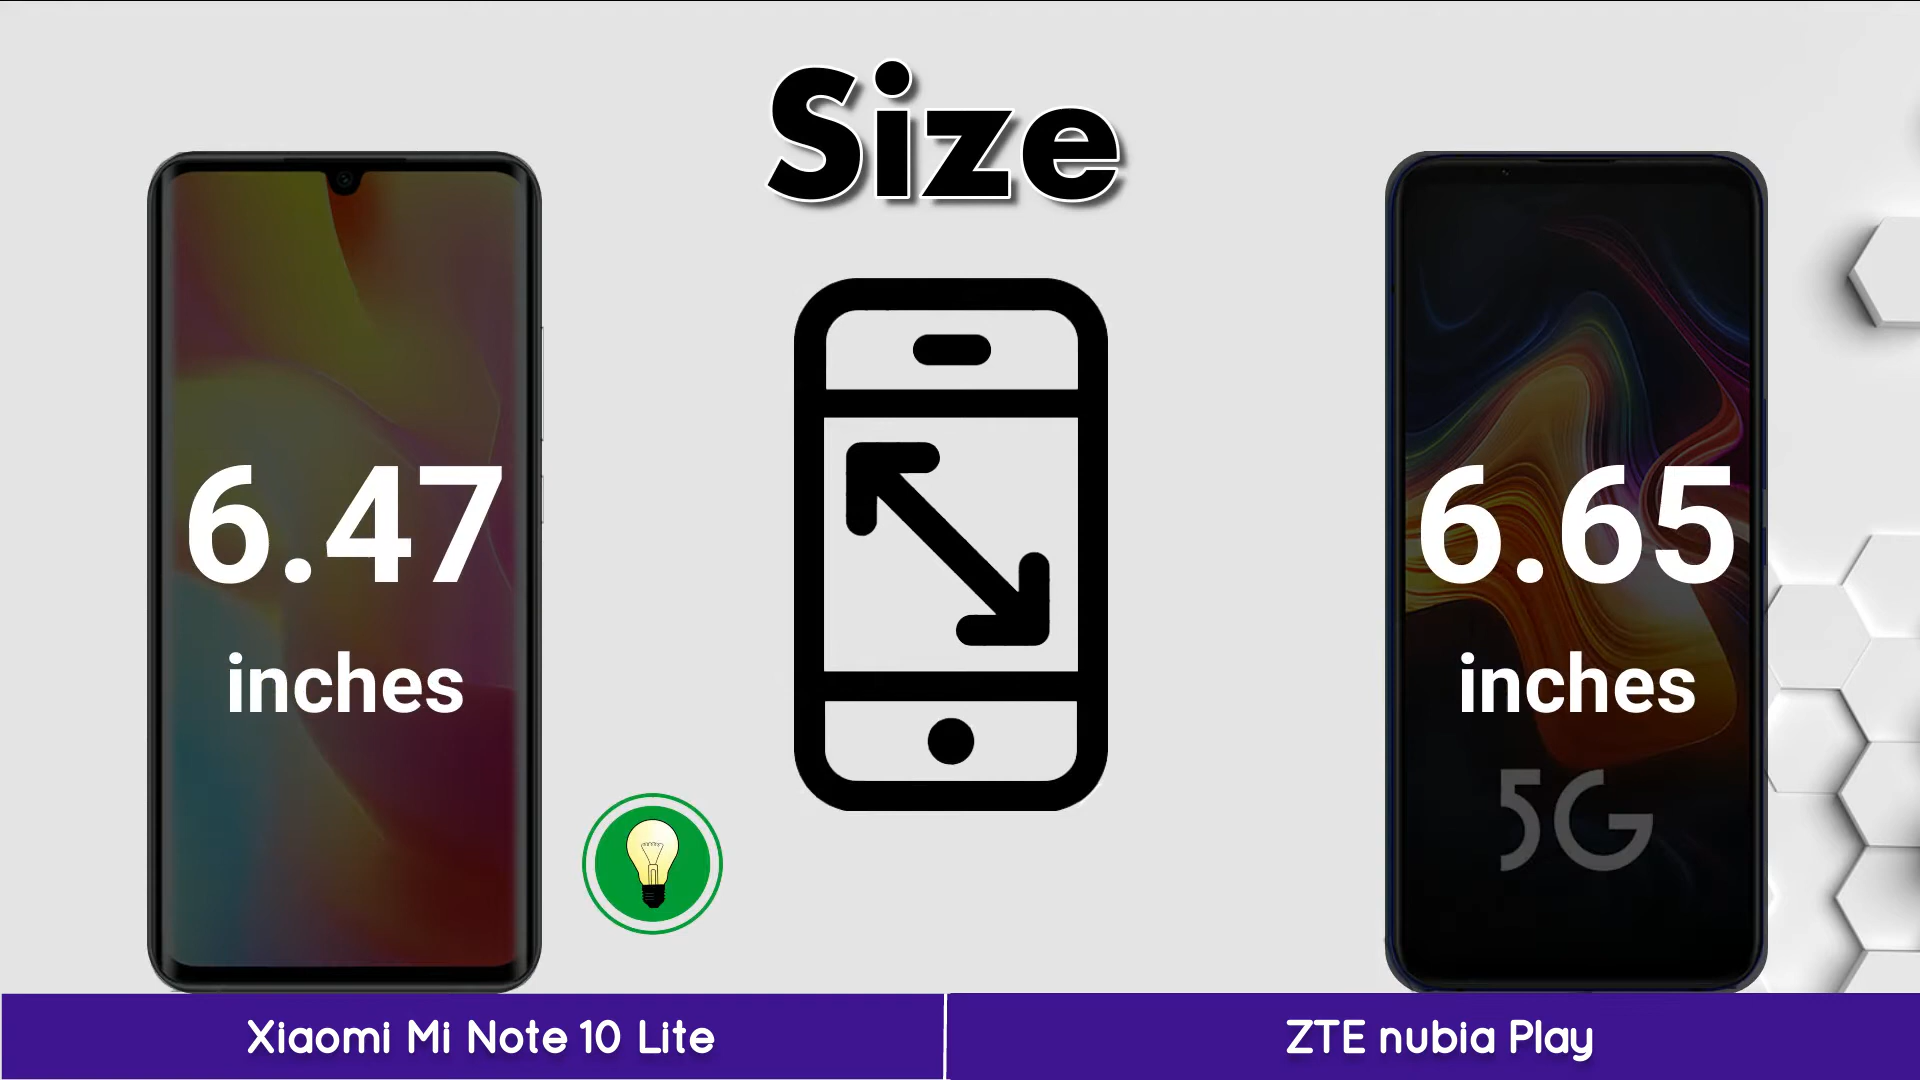 Size
6.47
inches
6.65
inches
5G
Xiaomi Mi Note 10 Lite
ZTE nubia Play